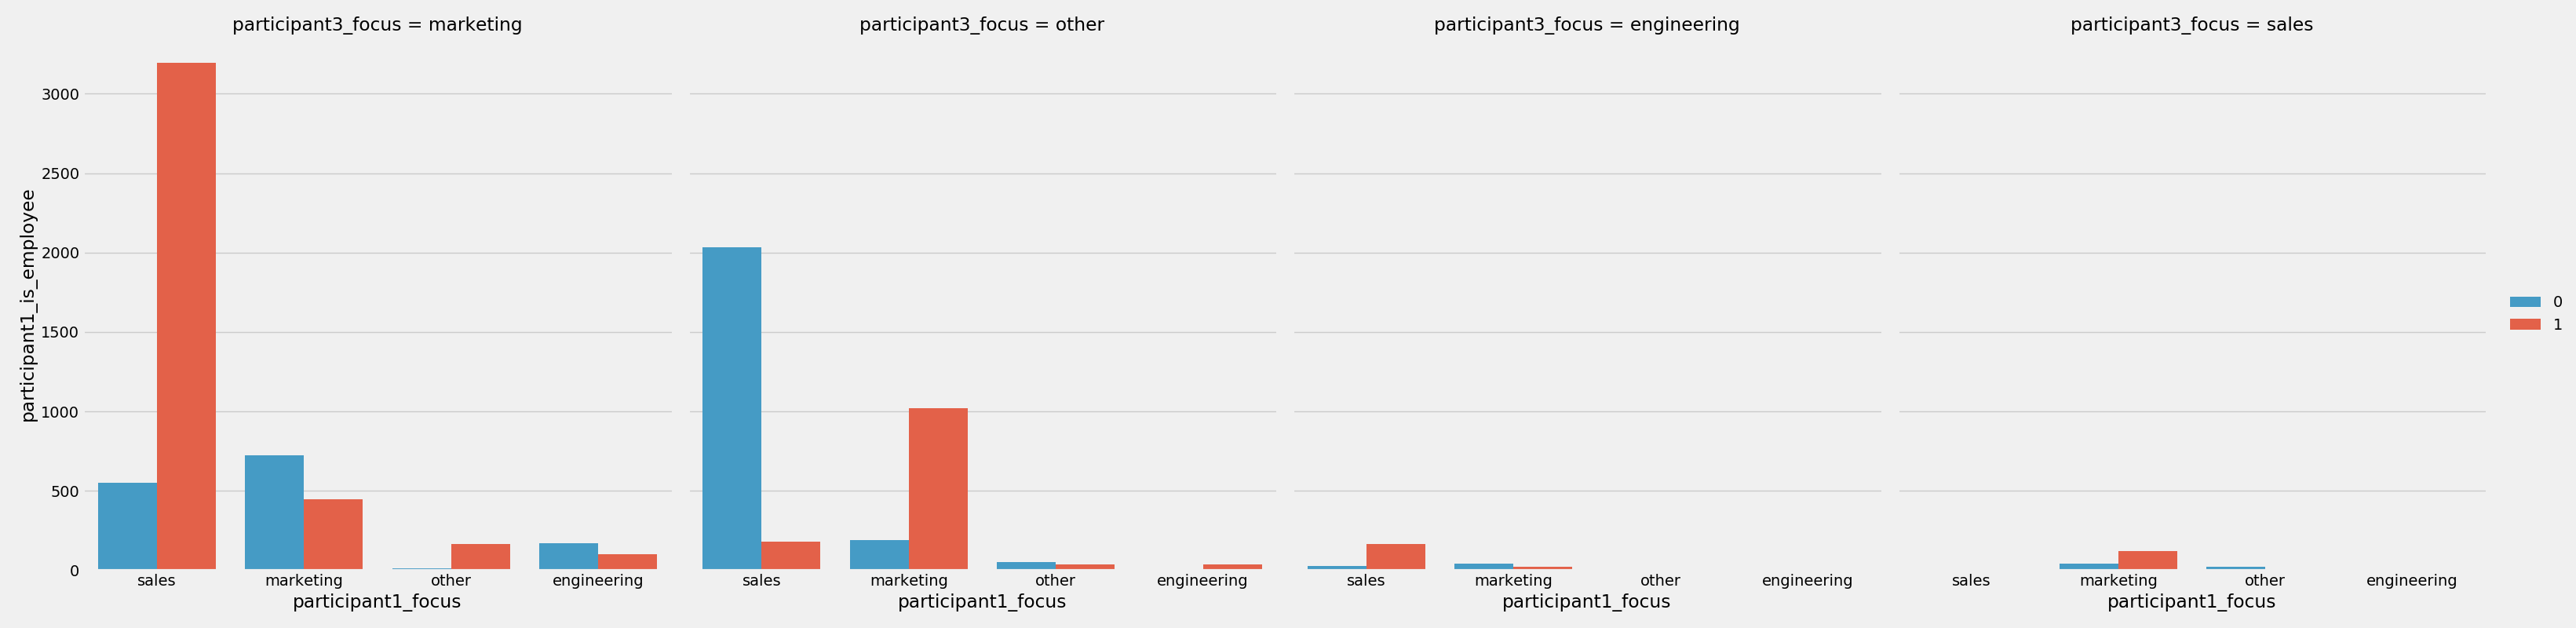 participant3_focus = marketing
participant3_focus = other
participant3_focus = engineering
participant3_focus = sales
participant1_is_employee
3000
2500
2000
1500
1000
500
0
sales marketing other engineering
sales marketing other engineering
sales marketing other engineering
sales marketing other engineering
participant1_focus
participant1_focus
participant1_focus
participant1_focus
0
1